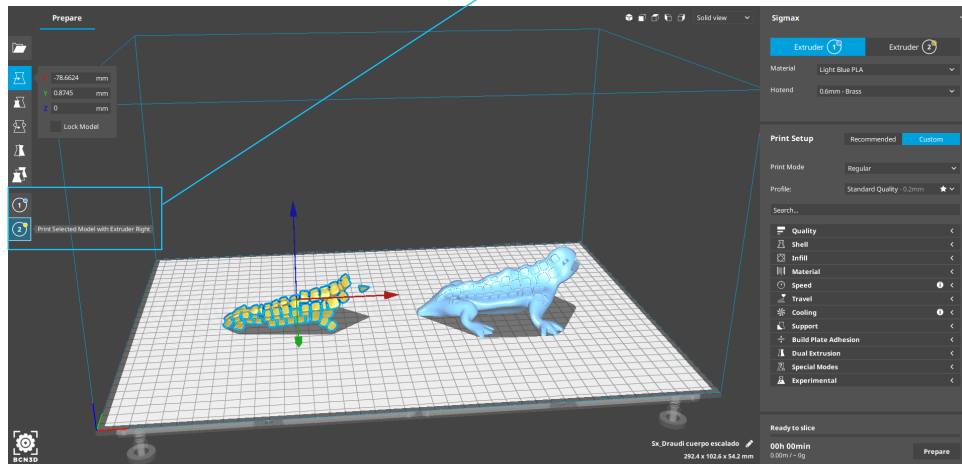 Prepare
Solid view
X -78.6624 mm
Y 0.8745 mm
Z 0 mm
Lock Model
1
2
Print Selected Model with Extruder Right
BCN3D
Sx_Draudi cuerpo escalado
292.4 x 102.6 x 54.2 mm
Sigmax
Extruder 1
Extruder 2
Material Light Blue PLA
Hotend 0.6mm - Brass
Print Setup Recommended Custom
Print Mode Regular
Profile: Standard Quality - 0.2mm
Search...
Quality
Shell
Infill
Material
Speed
Travel
Cooling
Support
Build Plate Adhesion
Dual Extrusion
Special Modes
Experimental
Ready to slice
00h 00min
0.00m / ~ 0g
Prepare